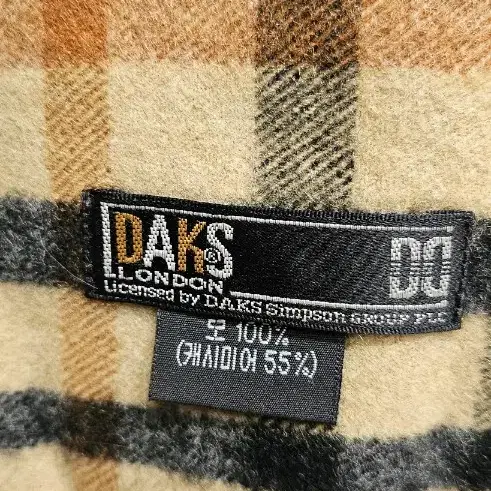 DAKS®
LONDON
Licensed by DAKS Simpson GROUP PLC
DD
모 100%
(캐시미어 55%)